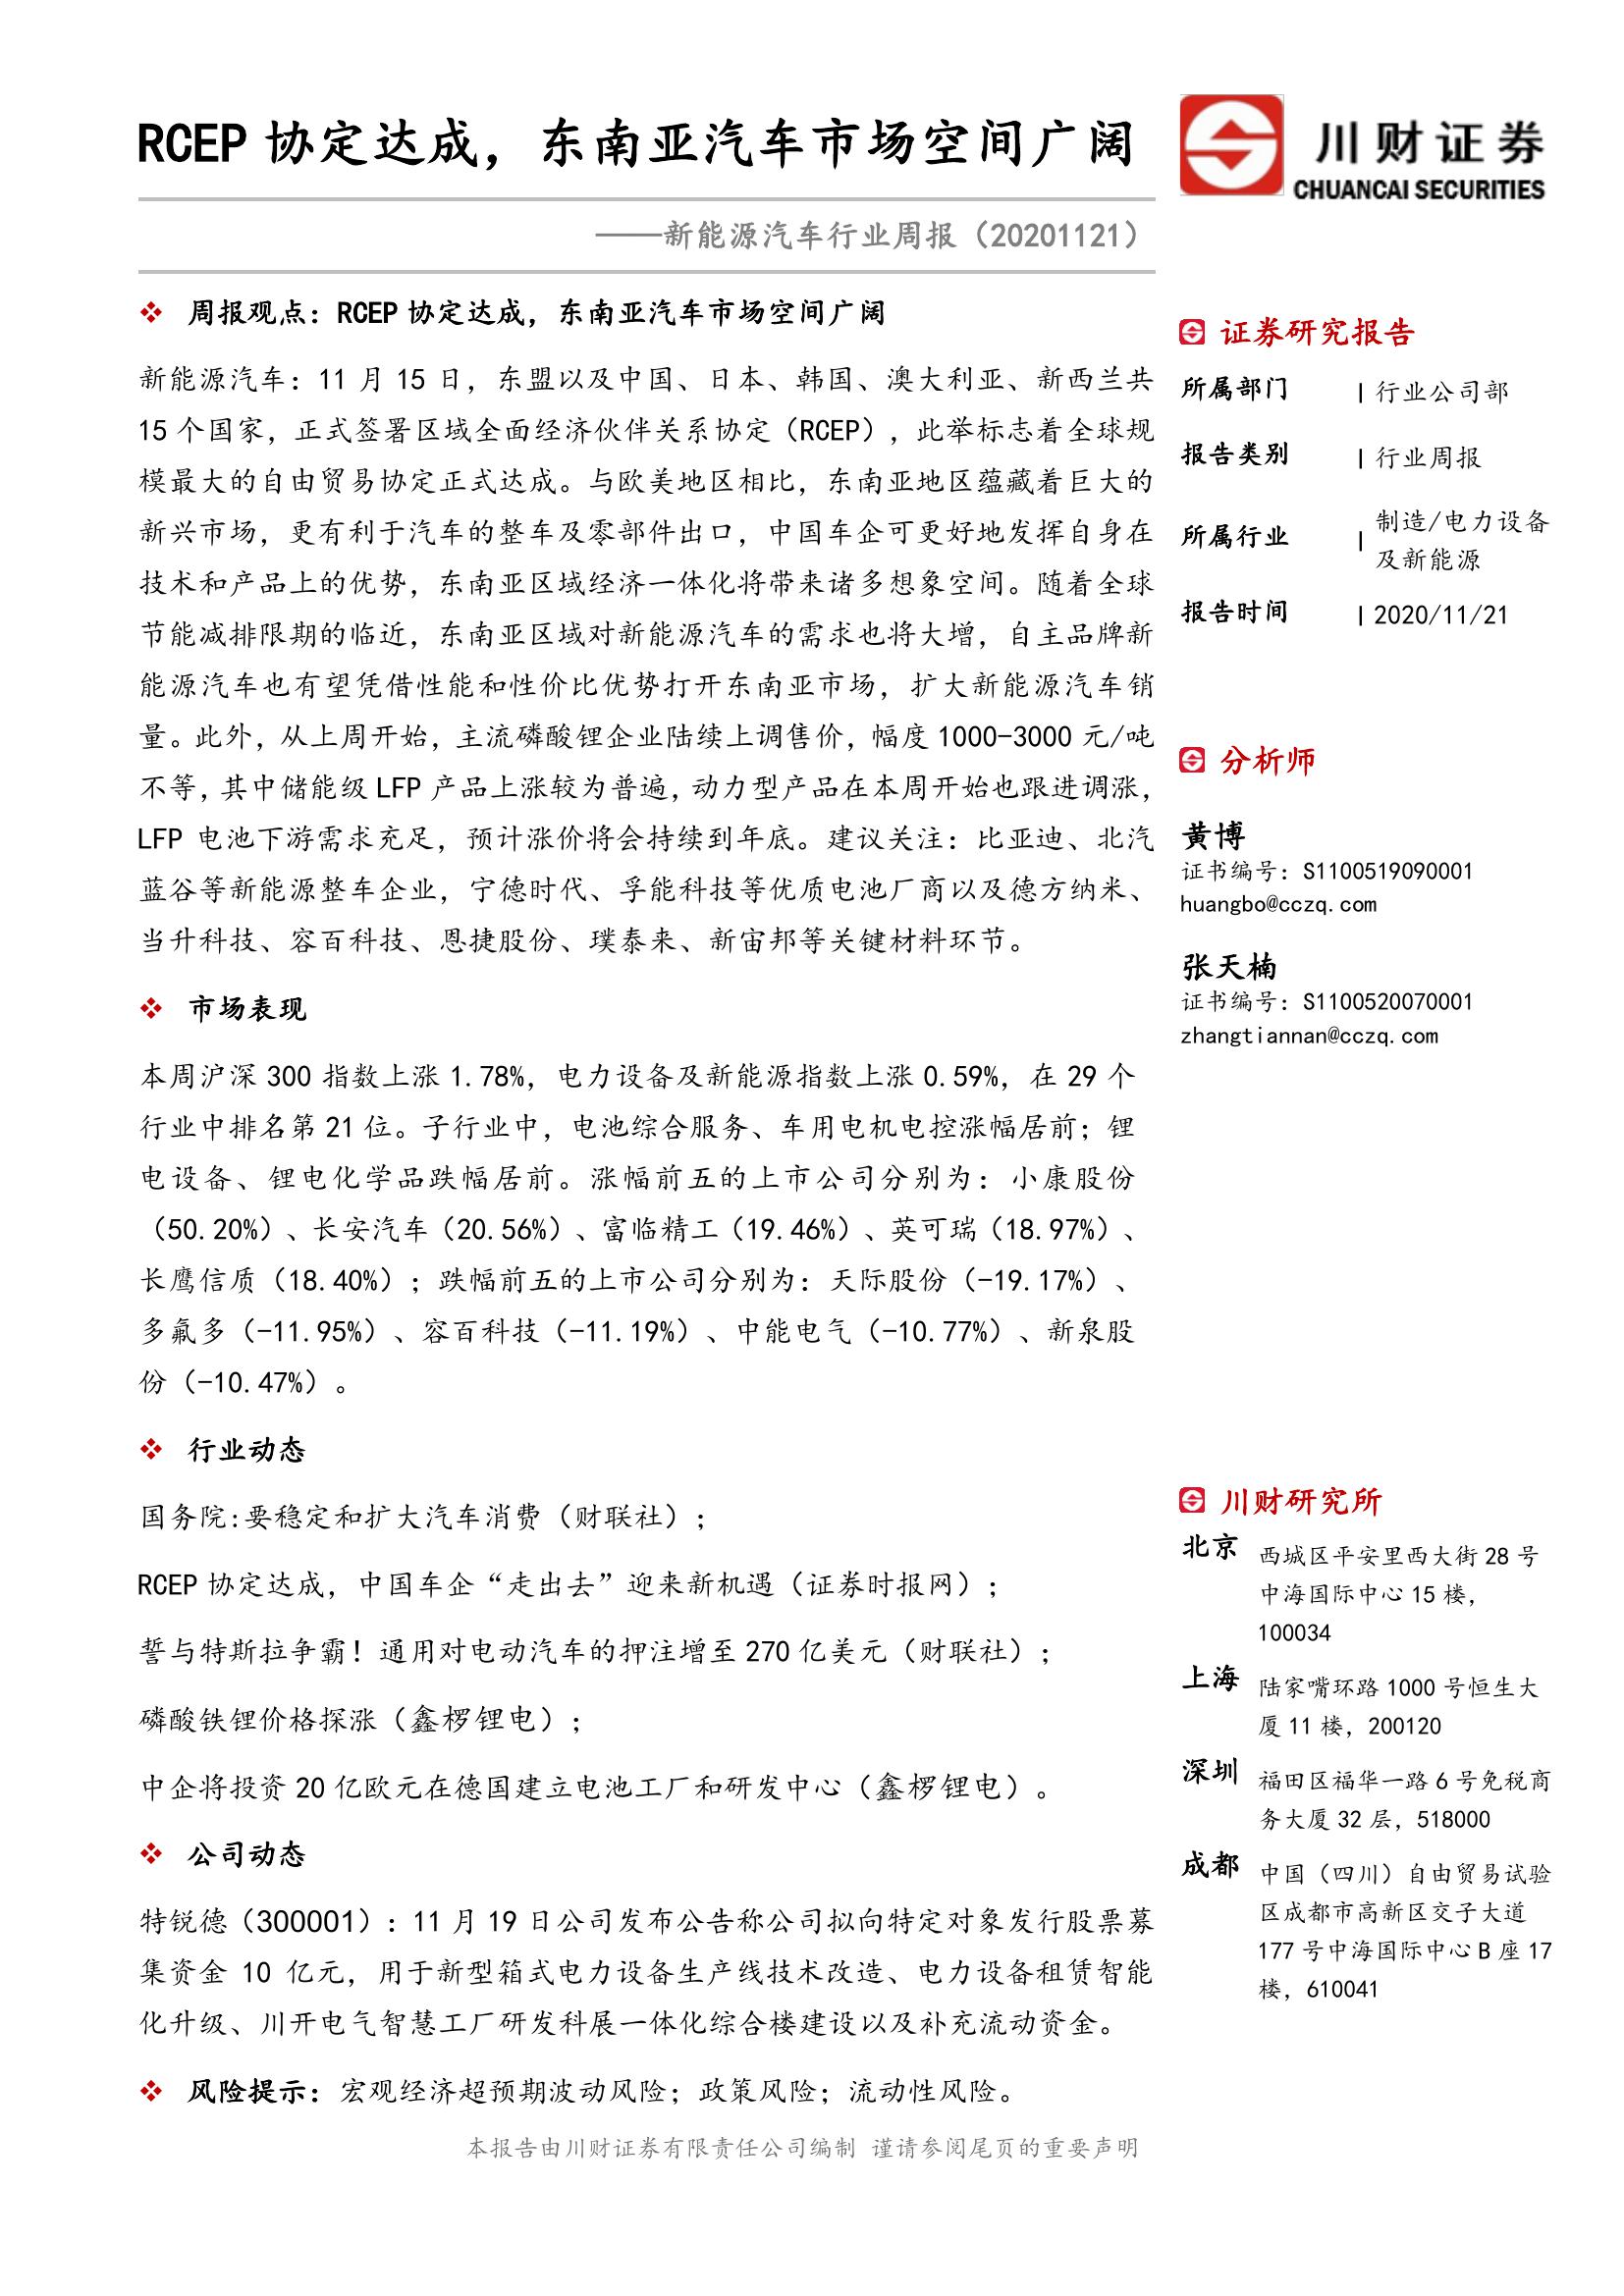 RCEP 协定达成，东南亚汽车市场空间广阔
川财证券
CHUANCAI SECURITIES
——新能源汽车行业周报（20201121）
周报观点：RCEP 协定达成，东南亚汽车市场空间广阔
新能源汽车：11 月 15 日，东盟以及中国、日本、韩国、澳大利亚、新西兰共
15 个国家，正式签署区域全面经济伙伴关系协定（RCEP），此举标志着全球规
模最大的自由贸易协定正式达成。与欧美地区相比，东南亚地区蕴藏着巨大的
新兴市场，更有利于汽车的整车及零部件出口，中国车企可更好地发挥自身在
技术和产品上的优势，东南亚区域经济一体化将带来诸多想象空间。随着全球
节能减排限期的临近，东南亚区域对新能源汽车的需求也将大增，自主品牌新
能源汽车也有望凭借性能和性价比优势打开东南亚市场，扩大新能源汽车销
量。此外，从上周开始，主流磷酸锂企业陆续上调售价，幅度 1000-3000 元/吨
不等，其中储能级 LFP 产品上涨较为普遍，动力型产品在本周开始也跟进调涨，
LFP 电池下游需求充足，预计涨价将会持续到年底。建议关注：比亚迪、北汽
蓝谷等新能源整车企业，宁德时代、孚能科技等优质电池厂商以及德方纳米、
当升科技、容百科技、恩捷股份、璞泰来、新宙邦等关键材料环节。
市场表现
本周沪深 300 指数上涨 1.78%，电力设备及新能源指数上涨 0.59%，在 29 个
行业中排名第 21 位。子行业中，电池综合服务、车用电机电控涨幅居前；锂
电设备、锂电化学品跌幅居前。涨幅前五的上市公司分别为：小康股份
（50.20%）、长安汽车（20.56%）、富临精工（19.46%）、英可瑞（18.97%）、
长鹰信质（18.40%）；跌幅前五的上市公司分别为：天际股份（-19.17%）、
多氟多（-11.95%）、容百科技（-11.19%）、中能电气（-10.77%）、新泉股
份（-10.47%）。
行业动态
国务院:要稳定和扩大汽车消费（财联社）；
RCEP 协定达成，中国车企“走出去”迎来新机遇（证券时报网）；
誓与特斯拉争霸！通用对电动汽车的押注增至 270 亿美元（财联社）；
磷酸铁锂价格探涨（鑫椤锂电）；
中企将投资 20 亿欧元在德国建立电池工厂和研发中心（鑫椤锂电）。
公司动态
特锐德（300001）：11 月 19 日公司发布公告称公司拟向特定对象发行股票募
集资金 10 亿元，用于新型箱式电力设备生产线技术改造、电力设备租赁智能
化升级、川开电气智慧工厂研发科展一体化综合楼建设以及补充流动资金。
风险提示：宏观经济超预期波动风险；政策风险；流动性风险。
证券研究报告
所属部门 | 行业公司部
报告类别 | 行业周报
所属行业 | 制造/电力设备
及新能源
报告时间 | 2020/11/21
分析师
黄博
证书编号：S1100519090001
huangbo@cczq.com
张天楠
证书编号：S1100520070001
zhangtiannan@cczq.com
川财研究所
北京 西城区平安里西大街 28 号
中海国际中心 15 楼，
100034
上海 陆家嘴环路 1000 号恒生大
厦 11 楼，200120
深圳 福田区福华一路 6 号免税商
务大厦 32 层，518000
成都 中国（四川）自由贸易试验
区成都市高新区交子大道
177 号中海国际中心 B 座 17
楼，610041
本报告由川财证券有限责任公司编制 谨请参阅尾页的重要声明